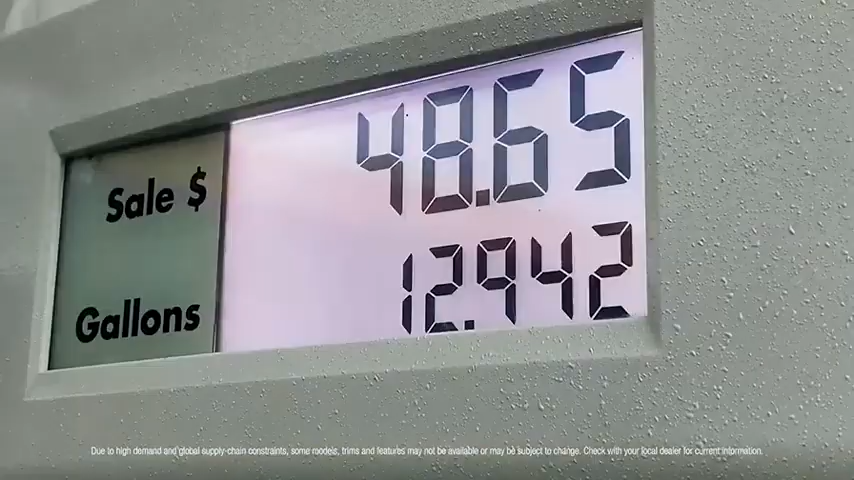 Sale $ 48.65
Gallons 12.942
Due to high demand and global supply-chain constraints, some models, trims and features may not be available or may be subject to change. Check with your local dealer for current information.